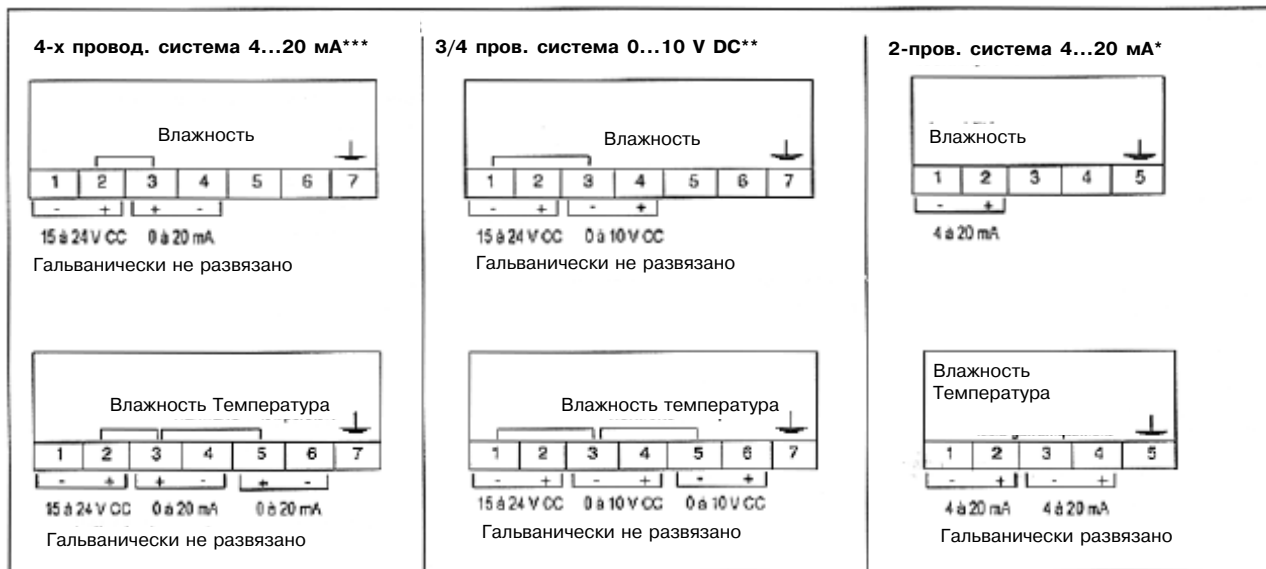 4-х провод. система 4...20 мА***
Влажность
1 2 3 4 5 6 7
- + + -
15 à 24 V CC 0 à 20 mA
Гальванически не развязано
Влажность Температура
1 2 3 4 5 6 7
- + + - + -
15 à 24 V CC 0 à 20 mA 0 à 20 mA
Гальванически не развязано
3/4 пров. система 0...10 V DC**
Влажность
1 2 3 4 5 6 7
- + - +
15 à 24 V CC 0 à 10 V CC
Гальванически не развязано
Влажность температура
1 2 3 4 5 6 7
- + - + - +
15 à 24 V CC 0 à 10 V CC 0 à 10 V CC
Гальванически не развязано
2-пров. система 4...20 мА*
Влажность
1 2 3 4 5
- +
4 à 20 mA
Влажность
Температура
1 2 3 4 5
- + - +
4 à 20 mA 4 à 20 mA
Гальванически развязано